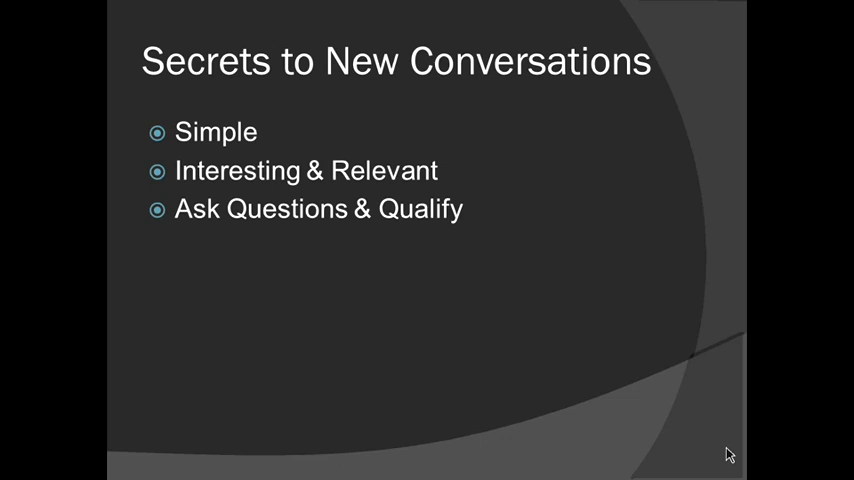 Secrets to New Conversations
Simple
Interesting & Relevant
Ask Questions & Qualify